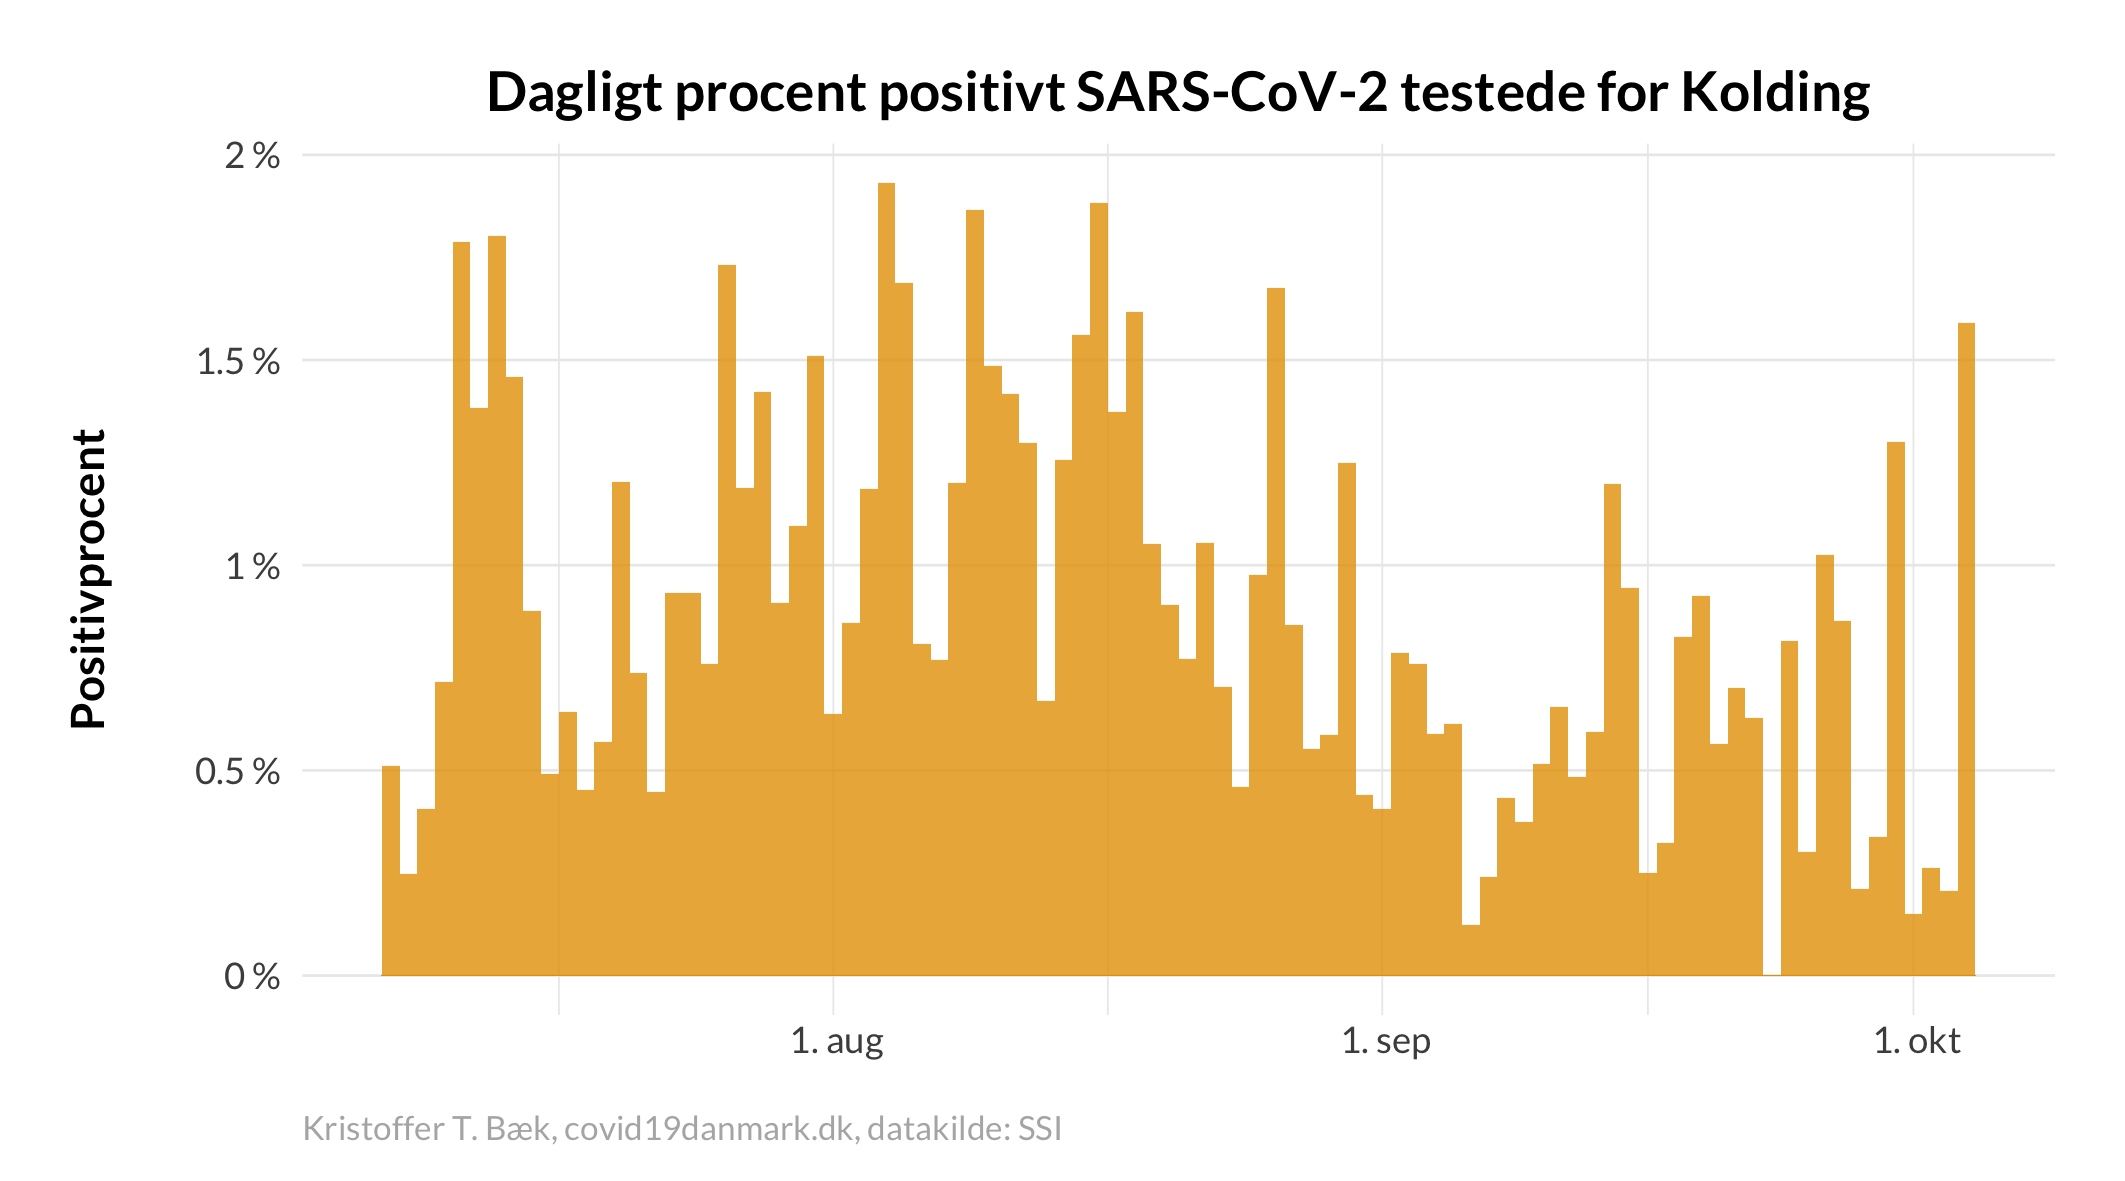 Dagligt procent positivt SARS-CoV-2 testede for Kolding
Positivprocent
2 %
1.5 %
1 %
0.5 %
0 %
1. aug
1. sep
1. okt
Kristoffer T. Bæk, covid19danmark.dk, datakilde: SSI